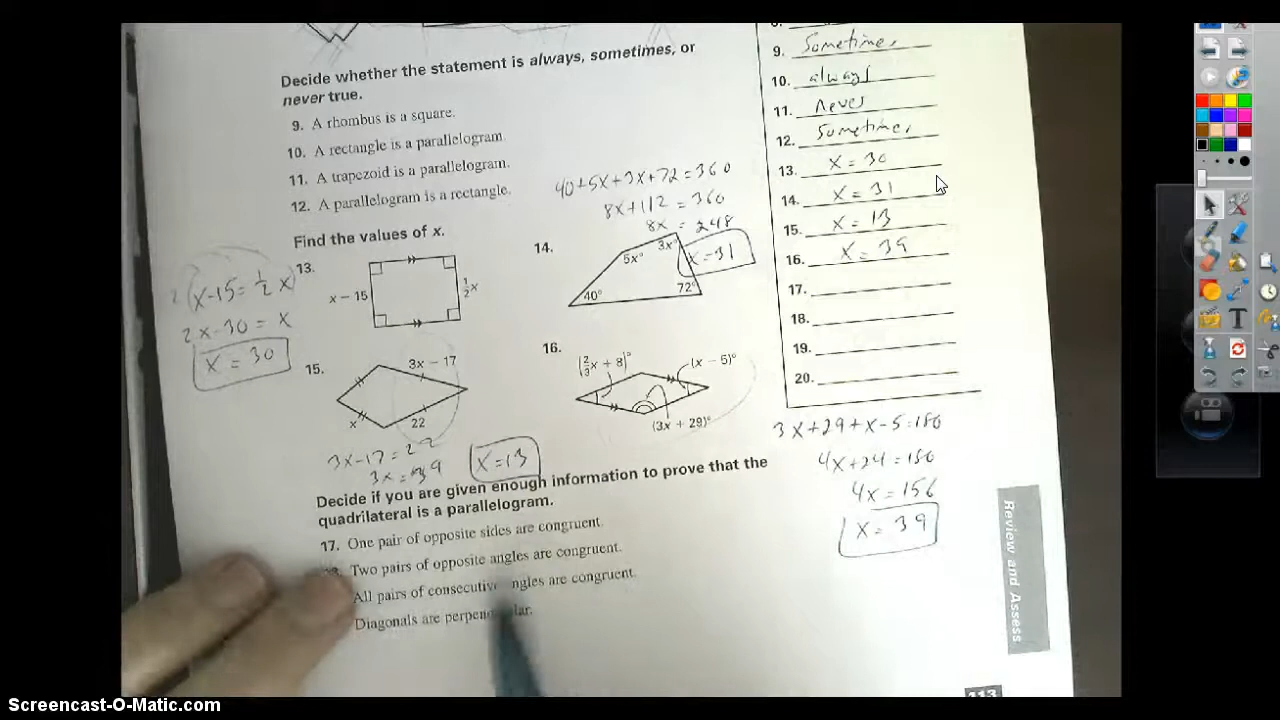 Decide whether the statement is always, sometimes, or
never true.
9. A rhombus is a square.
10. A rectangle is a parallelogram.
11. A trapezoid is a parallelogram.
12. A parallelogram is a rectangle.
9. Sometimes
10. always
11. never
12. Sometimes
13. x = 30
14. x = 31
15. x = 13
16. x = 39
17.
18.
19.
20.
Find the values of x.
13.
x − 15
1/2x
2(x-15=1/2x)
2x-30 = x
x = 30
14.
40+5x+3x+72=360
8x+112=360
8x = 248
x=31
5x°
3x°
40°
72°
15.
3x − 17
x
22
3x-17=22
3x=39
x=13
16.
(2/3x + 8)°
(x − 5)°
(3x + 29)°
3x+29+x-5=180
4x+24=180
4x=156
x=39
Decide if you are given enough information to prove that the
quadrilateral is a parallelogram.
17. One pair of opposite sides are congruent.
Two pairs of opposite angles are congruent.
All pairs of consecutive angles are congruent.
Diagonals are perpendicular.
Review and Assess
113
Screencast-O-Matic.com